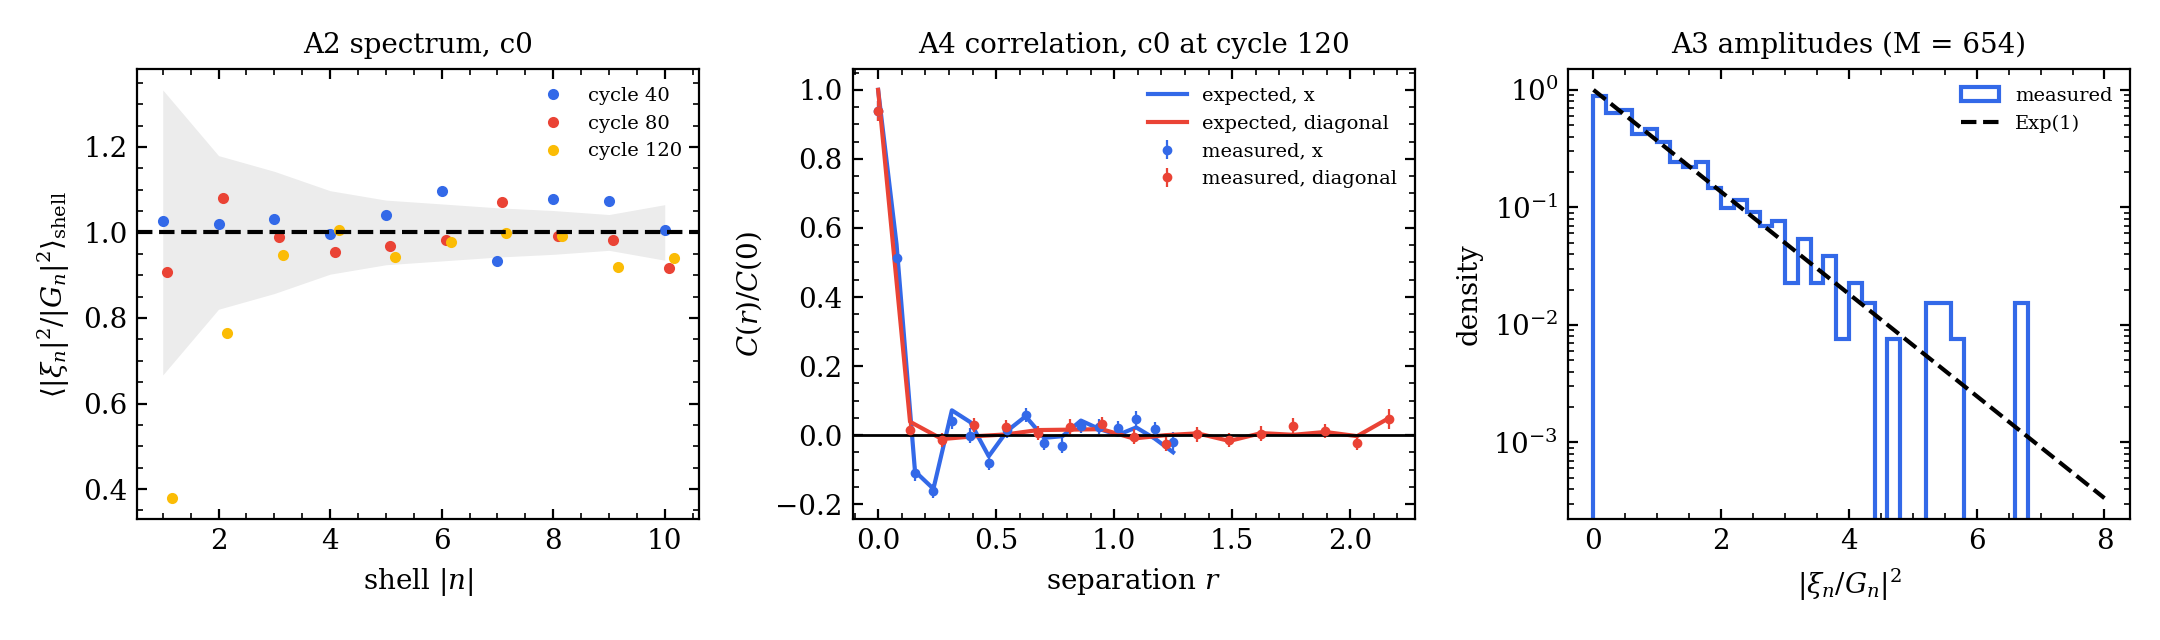 A2 spectrum, c0
⟨|ξₙ|²/|Gₙ|²⟩shell
1.2
1.0
0.8
0.6
0.4
2 4 6 8 10
shell |n|
cycle 40
cycle 80
cycle 120
A4 correlation, c0 at cycle 120
C(r)/C(0)
1.0
0.8
0.6
0.4
0.2
0.0
−0.2
0.0 0.5 1.0 1.5 2.0
separation r
expected, x
expected, diagonal
measured, x
measured, diagonal
A3 amplitudes (M = 654)
density
10⁰
10⁻¹
10⁻²
10⁻³
0 2 4 6 8
|ξₙ/Gₙ|²
measured
Exp(1)